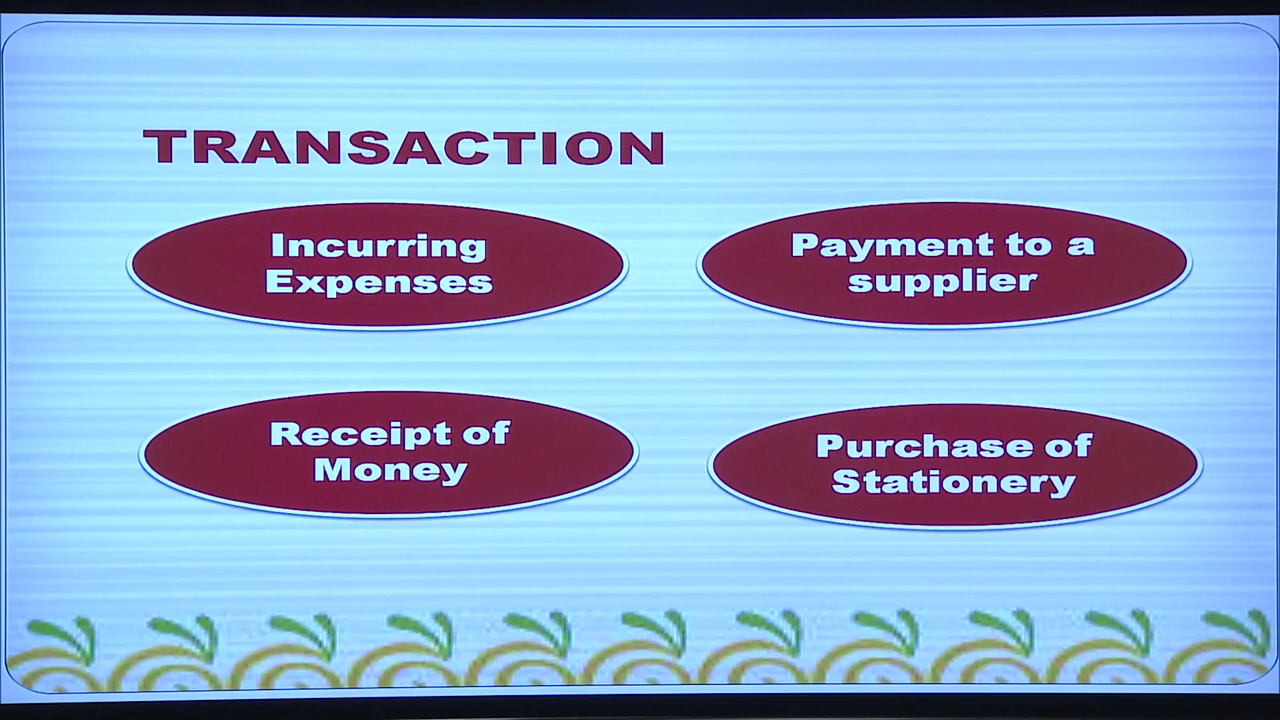 TRANSACTION
Incurring
Expenses
Payment to a
supplier
Receipt of
Money
Purchase of
Stationery